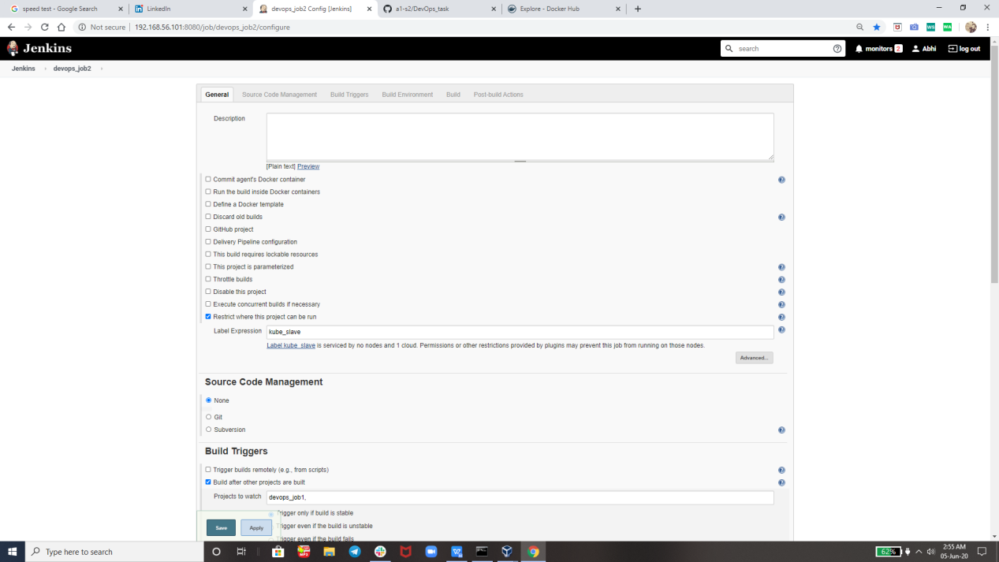 speed test - Google Search
LinkedIn
devops_job2 Config [Jenkins]
a1-s2/DevOps_task
Explore - Docker Hub
Not secure
192.168.56.101:8080/job/devops_job2/configure
Jenkins
search
monitors 2
Abhi
log out
Jenkins
devops_job2
General
Source Code Management
Build Triggers
Build Environment
Build
Post-build Actions
Description
[Plain text] Preview
Commit agent's Docker container
Run the build inside Docker containers
Define a Docker template
Discard old builds
GitHub project
Delivery Pipeline configuration
This build requires lockable resources
This project is parameterized
Throttle builds
Disable this project
Execute concurrent builds if necessary
Restrict where this project can be run
Label Expression
kube_slave
Label kube_slave is serviced by no nodes and 1 cloud. Permissions or other restrictions provided by plugins may prevent this job from running on those nodes.
Advanced...
Source Code Management
None
Git
Subversion
Build Triggers
Trigger builds remotely (e.g., from scripts)
Build after other projects are built
Projects to watch
devops_job1,
Trigger only if build is stable
Trigger even if the build is unstable
Trigger even if the build fails
Save
Apply
Type here to search
62%
2:55 AM
05-Jun-20